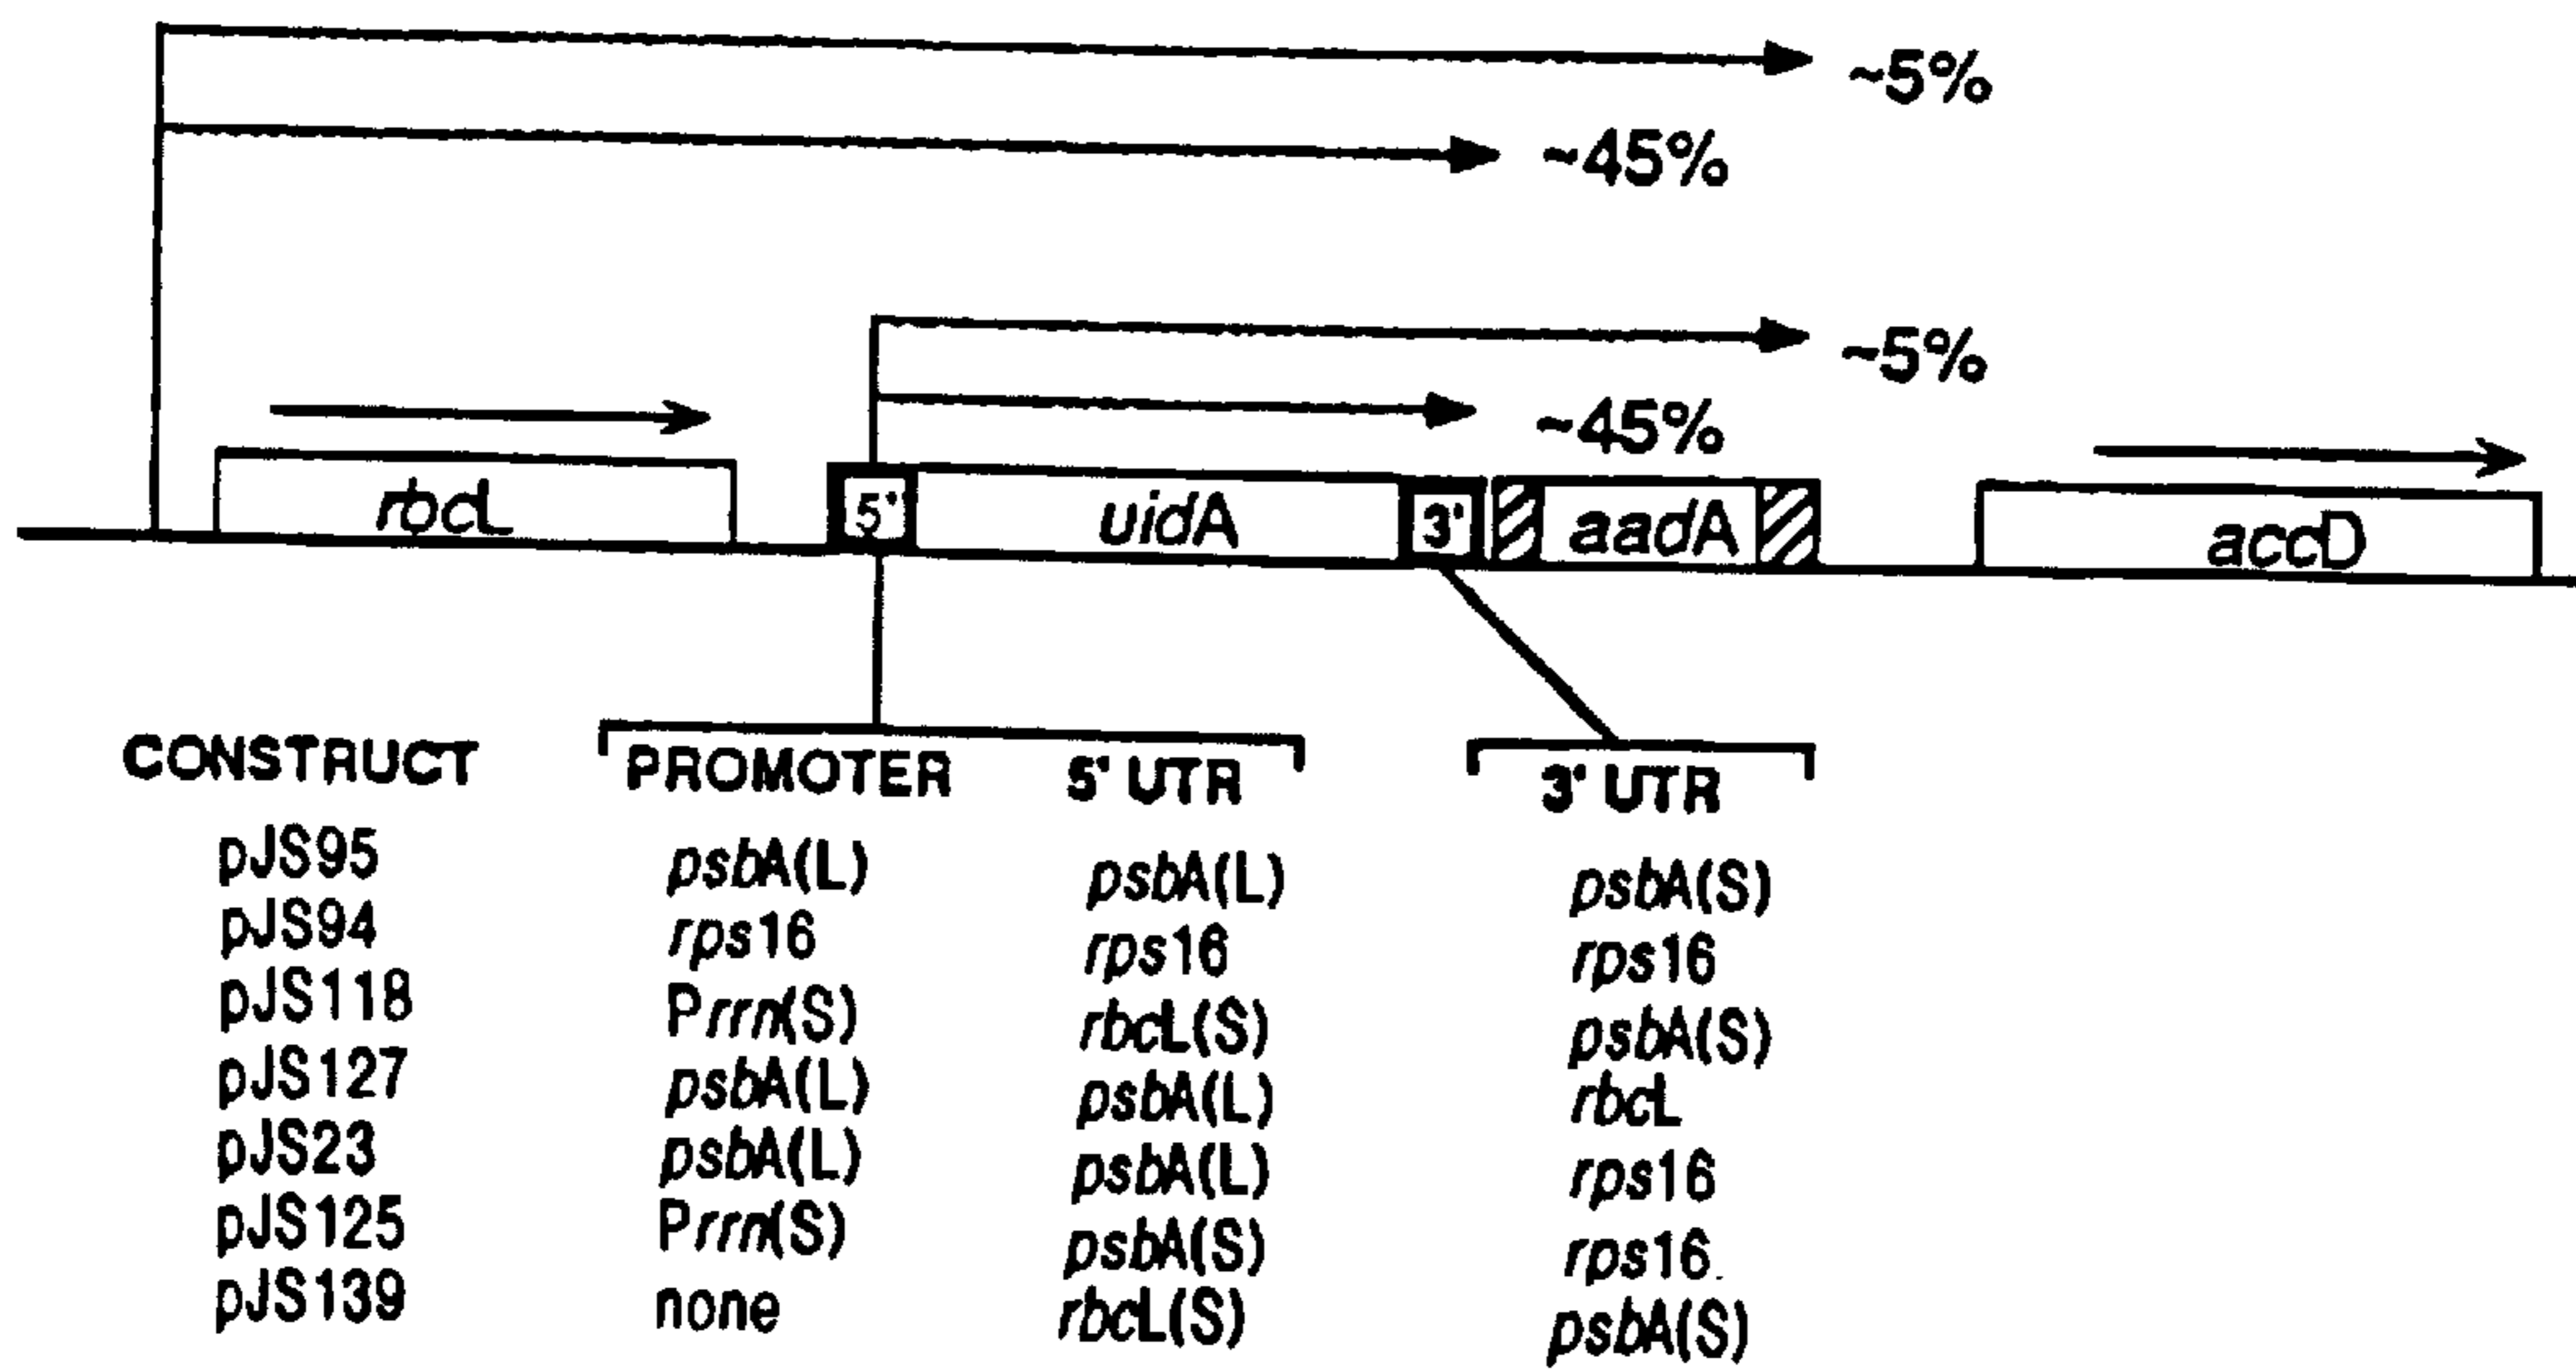 ~5%
~45%
~5%
~45%
rbcL 5' uidA 3' aadA accD
CONSTRUCT PROMOTER 5' UTR 3' UTR
pJS95 psbA(L) psbA(L) psbA(S)
pJS94 rps16 rps16 rps16
pJS118 Prrn(S) rbcL(S) psbA(S)
pJS127 psbA(L) psbA(L) rbcL
pJS23 psbA(L) psbA(L) rps16
pJS125 Prrn(S) psbA(S) rps16
pJS139 none rbcL(S) psbA(S)